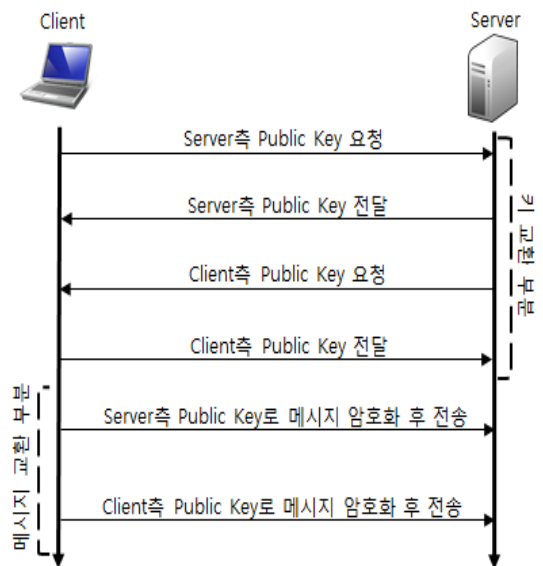 Client
Server
Server측 Public Key 요청
Server측 Public Key 전달
Client측 Public Key 요청
Client측 Public Key 전달
키 교환 부분
Server측 Public Key로 메시지 암호화 후 전송
Client측 Public Key로 메시지 암호화 후 전송
메시지 교환 부분